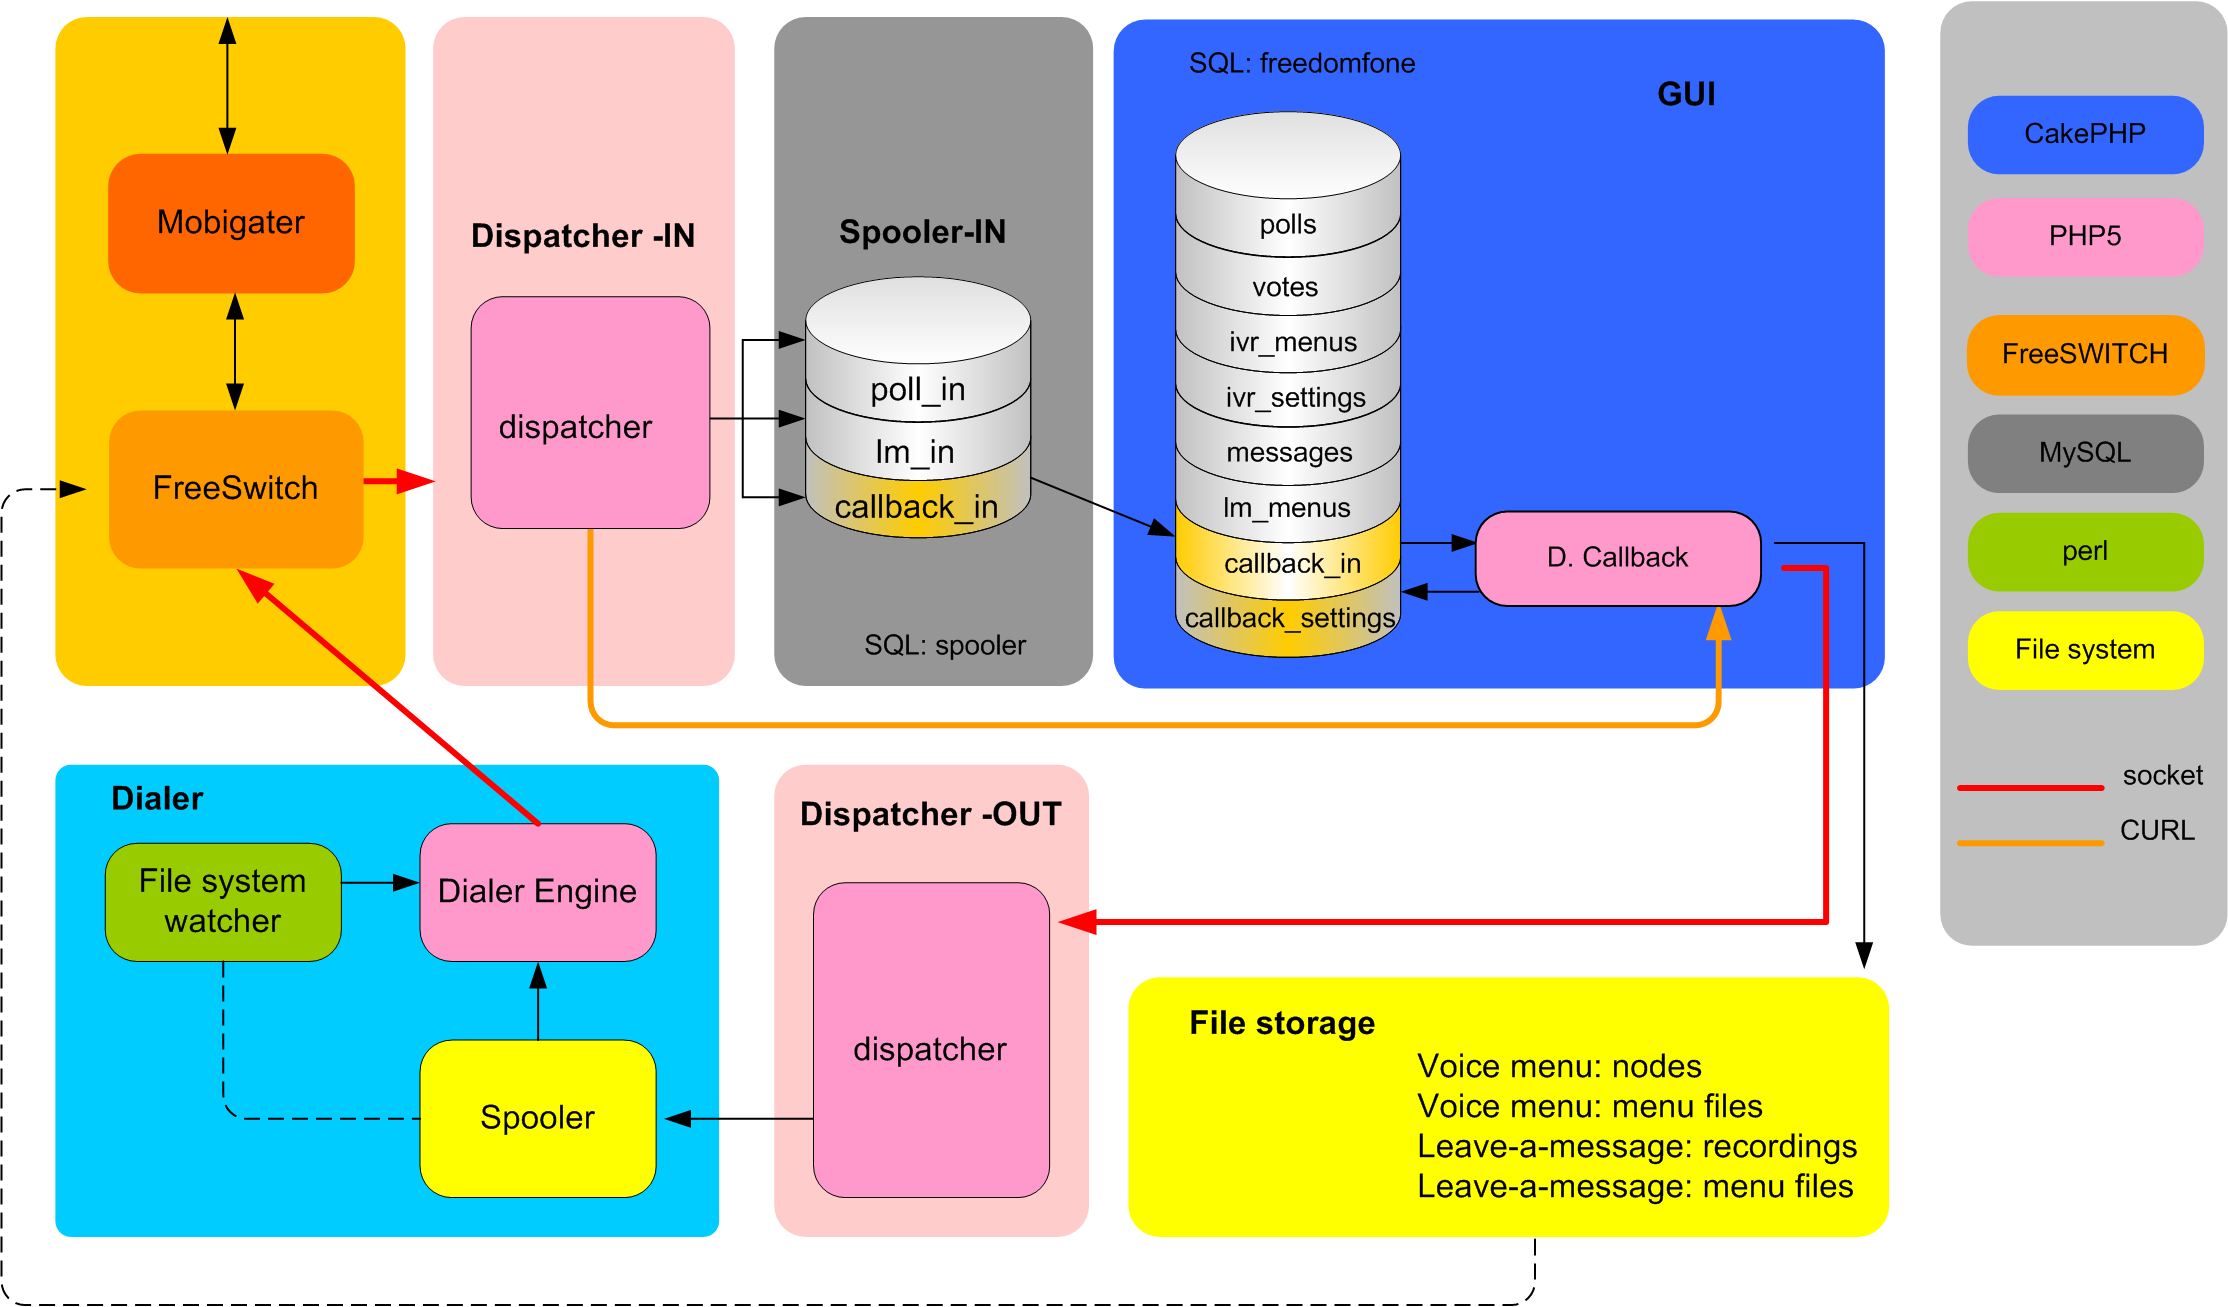 Mobigater
FreeSwitch
Dispatcher -IN
dispatcher
Spooler-IN
poll_in
lm_in
callback_in
SQL: spooler
SQL: freedomfone
GUI
polls
votes
ivr_menus
ivr_settings
messages
lm_menus
callback_in
callback_settings
D. Callback
CakePHP
PHP5
FreeSWITCH
MySQL
perl
File system
socket
CURL
Dialer
File system
watcher
Dialer Engine
Spooler
Dispatcher -OUT
dispatcher
File storage
Voice menu: nodes
Voice menu: menu files
Leave-a-message: recordings
Leave-a-message: menu files